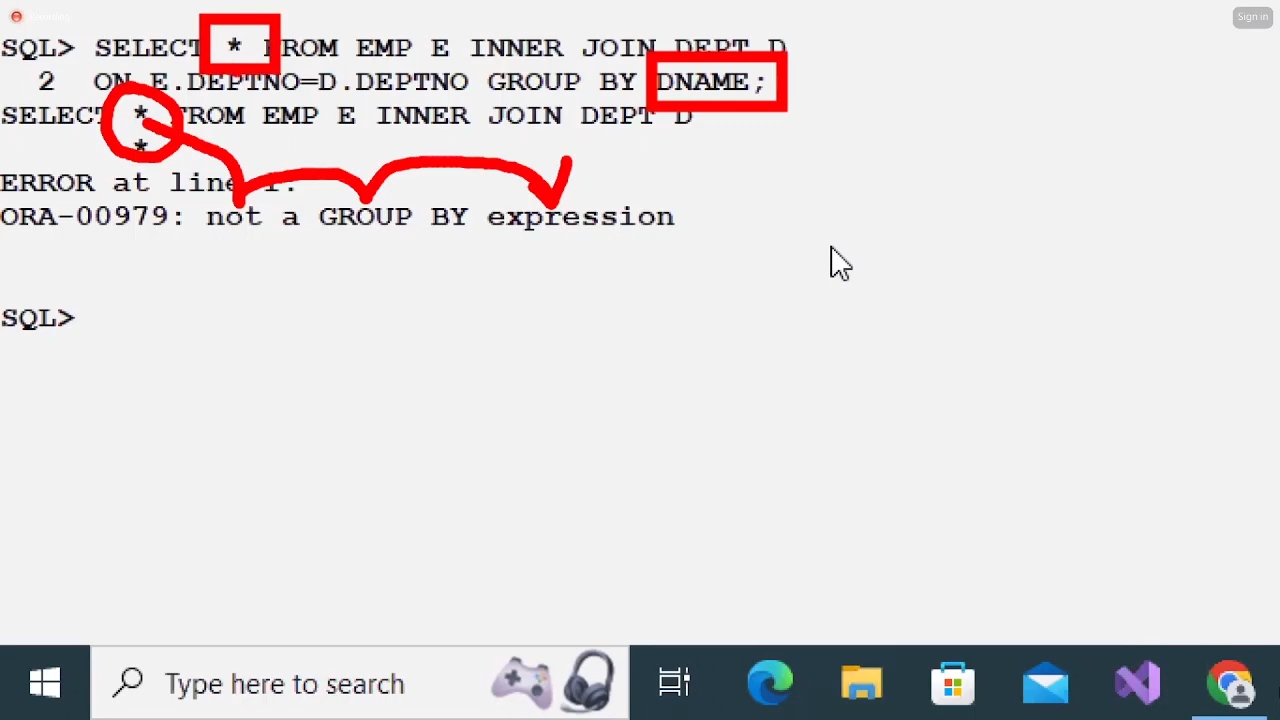 Recording
Sign in
SQL> SELECT * FROM EMP E INNER JOIN DEPT D
2 ON E.DEPTNO=D.DEPTNO GROUP BY DNAME;
SELECT * FROM EMP E INNER JOIN DEPT D
*
ERROR at line 1:
ORA-00979: not a GROUP BY expression
SQL>
Type here to search